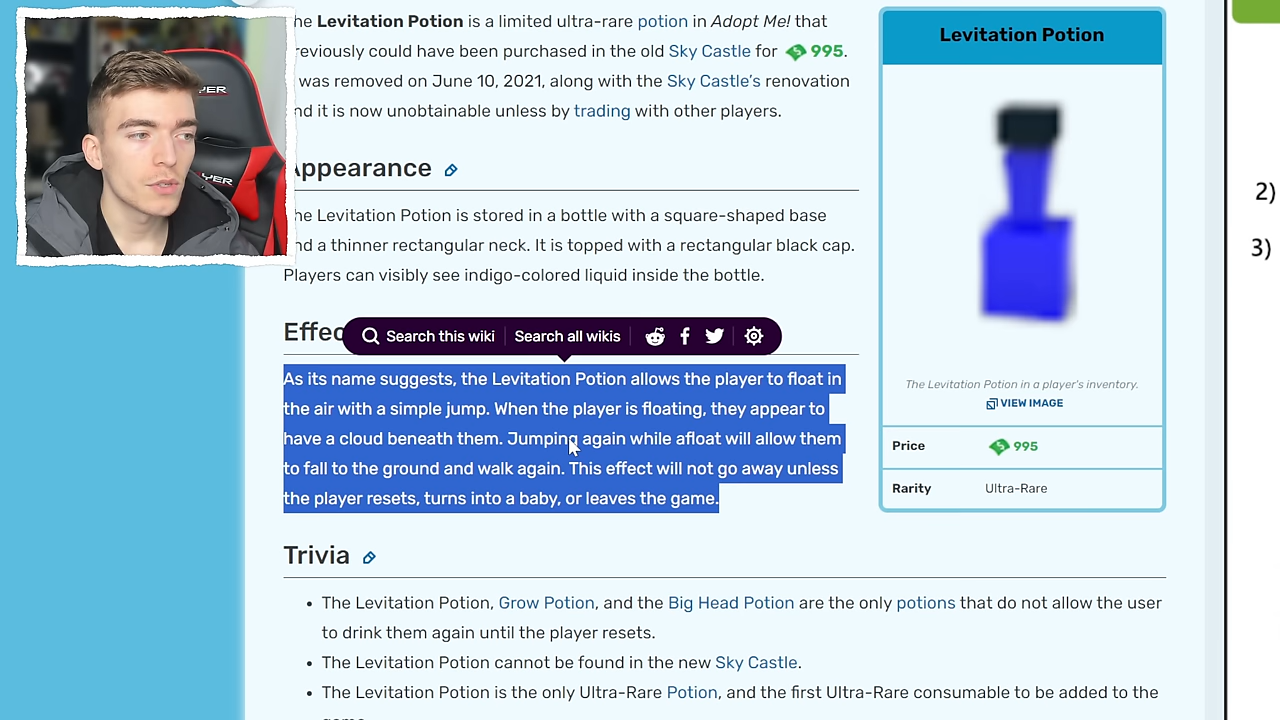 Levitation Potion is a limited ultra-rare potion in Adopt Me! that
previously could have been purchased in the old Sky Castle for 995.
was removed on June 10, 2021, along with the Sky Castle's renovation
it is now unobtainable unless by trading with other players.
Appearance
Levitation Potion is stored in a bottle with a square-shaped base
a thinner rectangular neck. It is topped with a rectangular black cap.
Players can visibly see indigo-colored liquid inside the bottle.
Search this wiki
Search all wikis
As its name suggests, the Levitation Potion allows the player to float in
the air with a simple jump. When the player is floating, they appear to
have a cloud beneath them. Jumping again while afloat will allow them
to fall to the ground and walk again. This effect will not go away unless
the player resets, turns into a baby, or leaves the game.
Levitation Potion
The Levitation Potion in a player's inventory.
VIEW IMAGE
Price 995
Rarity Ultra-Rare
Trivia
• The Levitation Potion, Grow Potion, and the Big Head Potion are the only potions that do not allow the user
to drink them again until the player resets.
• The Levitation Potion cannot be found in the new Sky Castle.
• The Levitation Potion is the only Ultra-Rare Potion, and the first Ultra-Rare consumable to be added to the
2)
3)